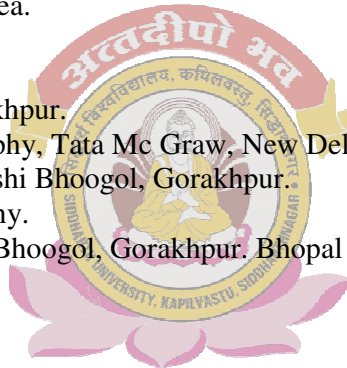 ea.
अत्तदीपो भव
विश्वविद्यालय, कपिलवस्तु,
khpur.
phy, Tata Mc Graw, New Del
shi Bhoogol, Gorakhpur.
hy.
Bhoogol, Gorakhpur. Bhopal
UNIVERSITY, KAPILVASTU,